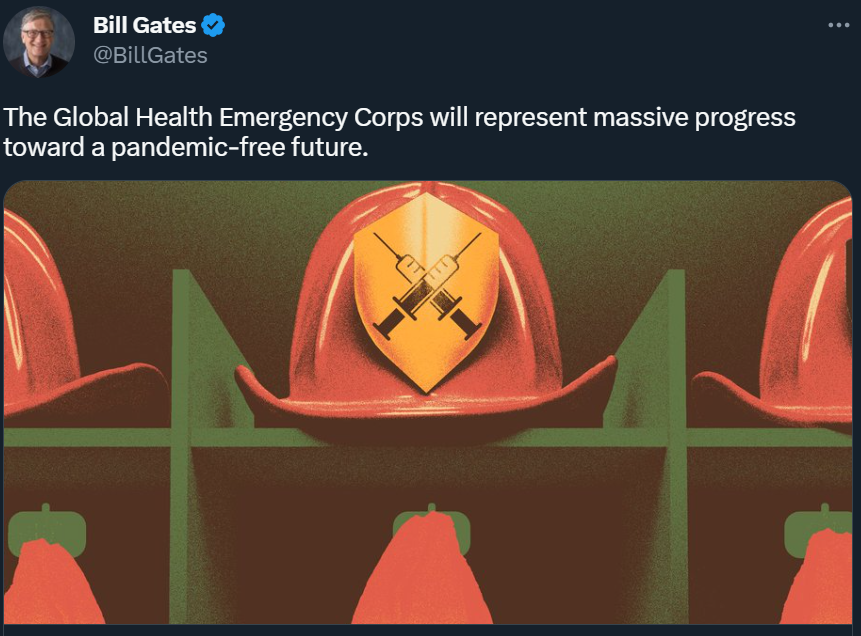 Bill Gates
@BillGates
The Global Health Emergency Corps will represent massive progress
toward a pandemic-free future.